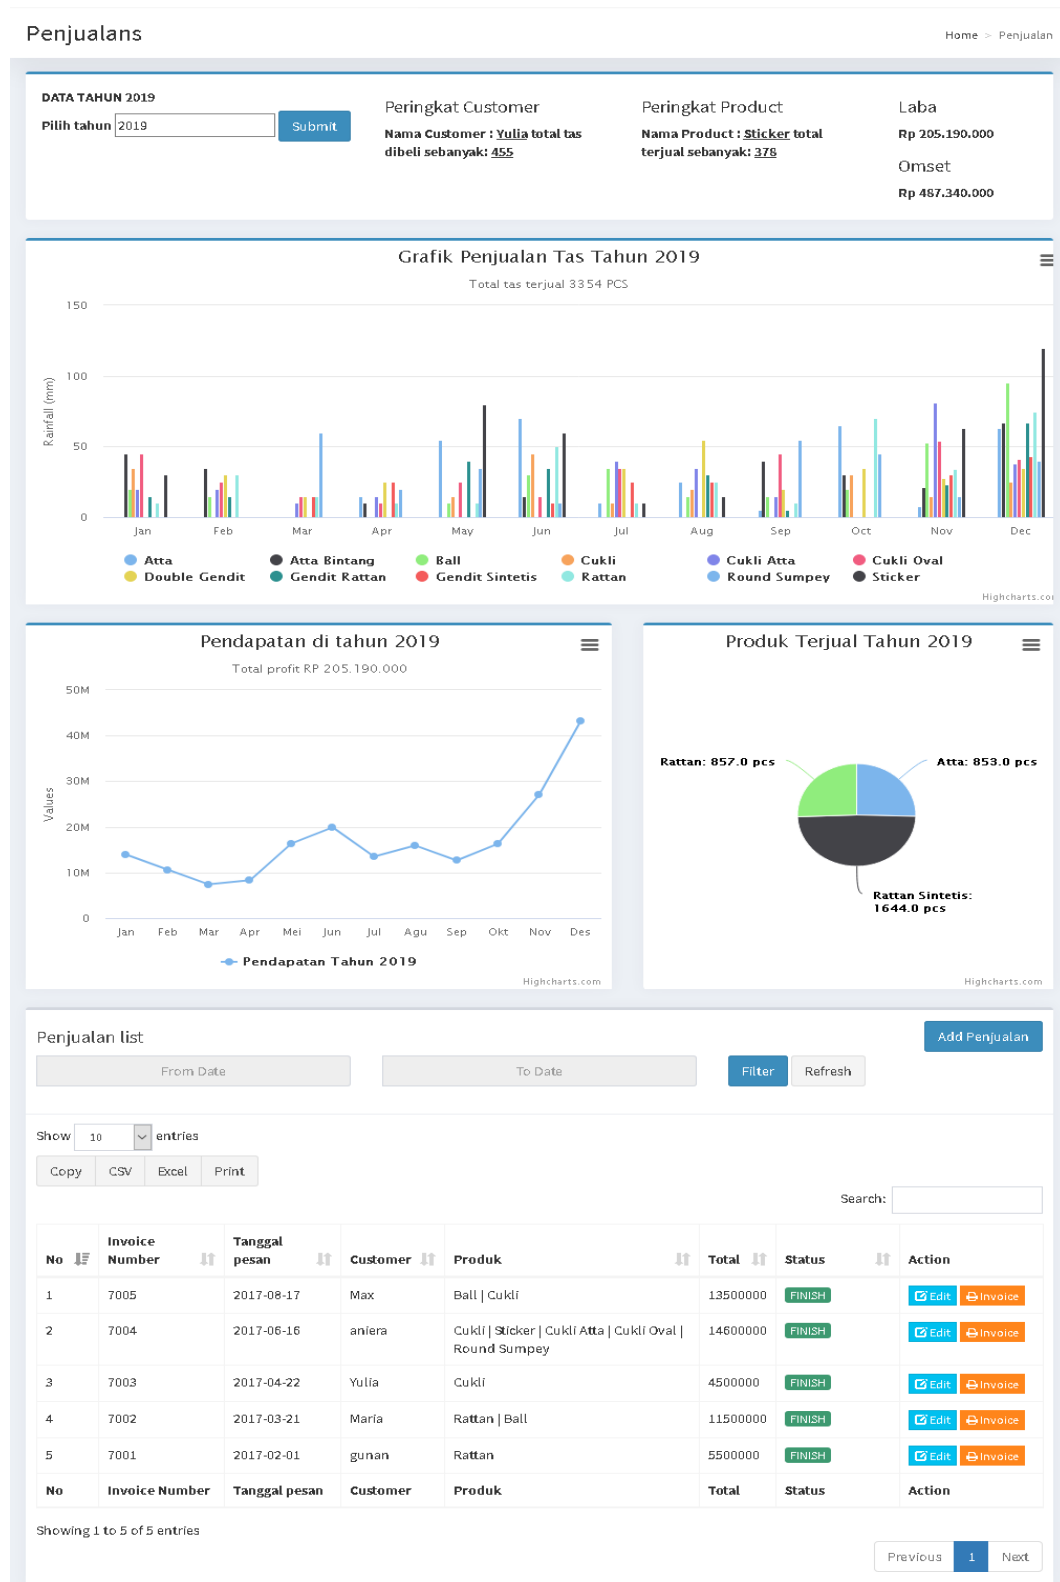 Penjualans
Home > Penjualan
DATA TAHUN 2019
Pilih tahun 2019 Submit
Peringkat Customer
Nama Customer : Yulia total tas
dibeli sebanyak: 455
Peringkat Product
Nama Product : Sticker total
terjual sebanyak: 378
Laba
Rp 205.190.000
Omset
Rp 487.340.000
Grafik Penjualan Tas Tahun 2019
Total tas terjual 3354 PCS
Rainfall (mm)
150
100
50
0
Jan Feb Mar Apr May Jun Jul Aug Sep Oct Nov Dec
Atta Atta Bintang Ball Cukli Cukli Atta Cukli Oval
Double Gendit Gendit Rattan Gendit Sintetis Rattan Round Sumpey Sticker
Highcharts.com
Pendapatan di tahun 2019
Total profit RP 205.190.000
Values
50M
40M
30M
20M
10M
0
Jan Feb Mar Apr Mei Jun Jul Agu Sep Okt Nov Des
Pendapatan Tahun 2019
Highcharts.com
Produk Terjual Tahun 2019
Rattan: 857.0 pcs
Atta: 853.0 pcs
Rattan Sintetis:
1644.0 pcs
Highcharts.com
Penjualan list
Add Penjualan
From Date To Date Filter Refresh
Show 10 entries
Copy CSV Excel Print
Search:
No Invoice Number Tanggal pesan Customer Produk Total Status Action
1 7005 2017-08-17 Max Ball | Cukli 13500000 FINISH Edit Invoice
2 7004 2017-06-16 aniera Cukli | Sticker | Cukli Atta | Cukli Oval | 14600000 FINISH Edit Invoice
Round Sumpey
3 7003 2017-04-22 Yulia Cukli 4500000 FINISH Edit Invoice
4 7002 2017-03-21 Maria Rattan | Ball 11500000 FINISH Edit Invoice
5 7001 2017-02-01 gunan Rattan 5500000 FINISH Edit Invoice
No Invoice Number Tanggal pesan Customer Produk Total Status Action
Showing 1 to 5 of 5 entries
Previous 1 Next